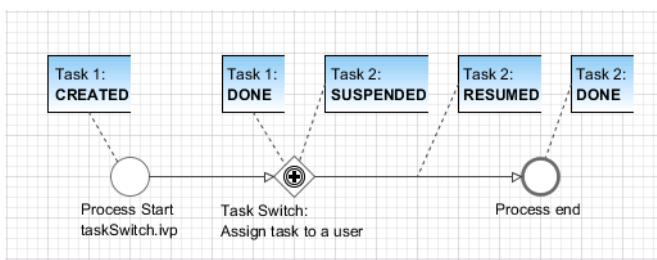 Task 1:
CREATED
Task 1:
DONE
Task 2:
SUSPENDED
Task 2:
RESUMED
Task 2:
DONE
Process Start
taskSwitch.ivp
Task Switch:
Assign task to a user
Process end